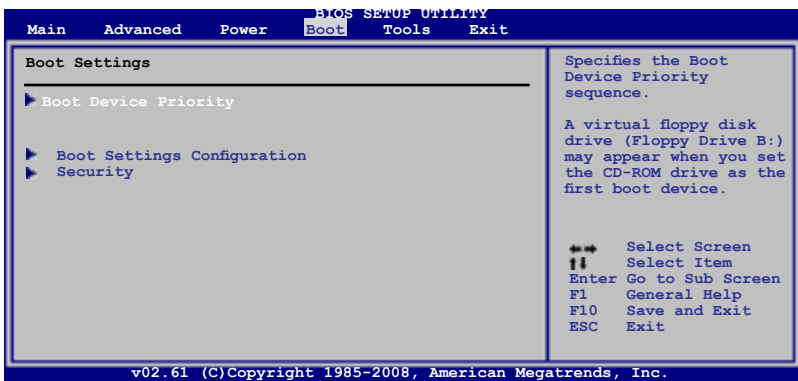 BIOS SETUP UTILITY
Main Advanced Power Boot Tools Exit
Boot Settings
Boot Device Priority
Boot Settings Configuration
Security
Specifies the Boot
Device Priority
sequence.
A virtual floppy disk
drive (Floppy Drive B:)
may appear when you set
the CD-ROM drive as the
first boot device.
←→ Select Screen
↑↓ Select Item
Enter Go to Sub Screen
F1 General Help
F10 Save and Exit
ESC Exit
v02.61 (C)Copyright 1985-2008, American Megatrends, Inc.